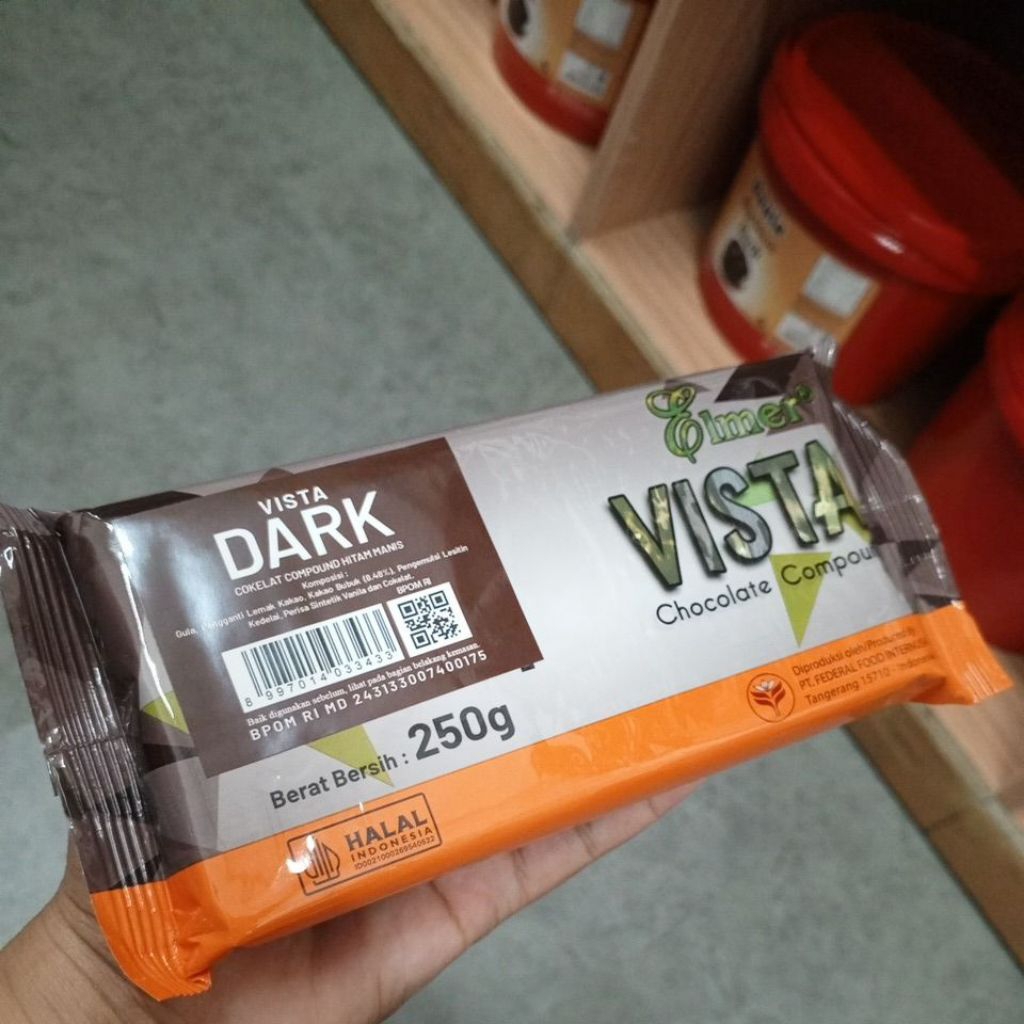 VISTA
DARK
COKELAT COMPOUND HITAM MANIS
Komposisi :
Gula, Pengganti Lemak Kakao, Kakao Bubuk (8.48%), Pengemulsi Lesitin
Kedelai, Perisa Sintetik Vanila dan Cokelat.
BPOM RI
8 997014 033433
Baik digunakan sebelum, lihat pada bagian belakang kemasan.
BPOM RI MD 243133007400175
Berat Bersih : 250g
HALAL
INDONESIA
ID0021000269540622
Elmer®
VISTA
Chocolate
Diproduksi oleh/Produced By
PT. FEDERAL FOOD
Tangerang 15710